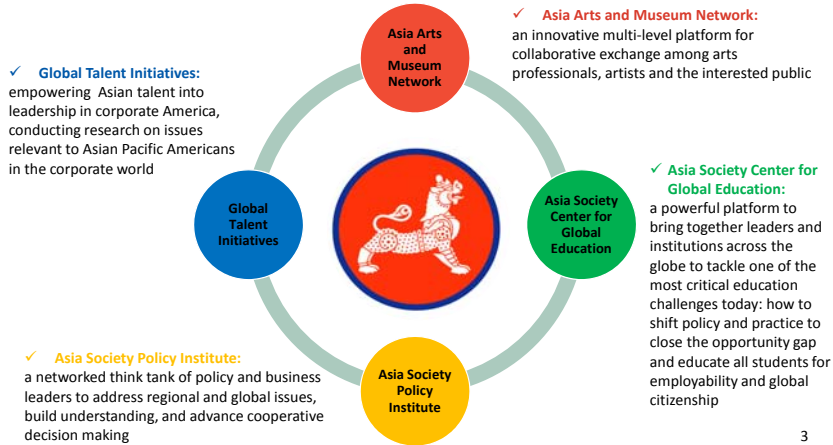 Asia Arts
and
Museum
Network
✓ Asia Arts and Museum Network:
an innovative multi-level platform for
collaborative exchange among arts
professionals, artists and the interested public
✓ Global Talent Initiatives:
empowering Asian talent into
leadership in corporate America,
conducting research on issues
relevant to Asian Pacific Americans
in the corporate world
Global
Talent
Initiatives
Asia Society
Center for
Global
Education
✓ Asia Society Center for
Global Education:
a powerful platform to
bring together leaders and
institutions across the
globe to tackle one of the
most critical education
challenges today: how to
shift policy and practice to
close the opportunity gap
and educate all students for
employability and global
citizenship
✓ Asia Society Policy Institute:
a networked think tank of policy and business
leaders to address regional and global issues,
build understanding, and advance cooperative
decision making
Asia Society
Policy
Institute
3